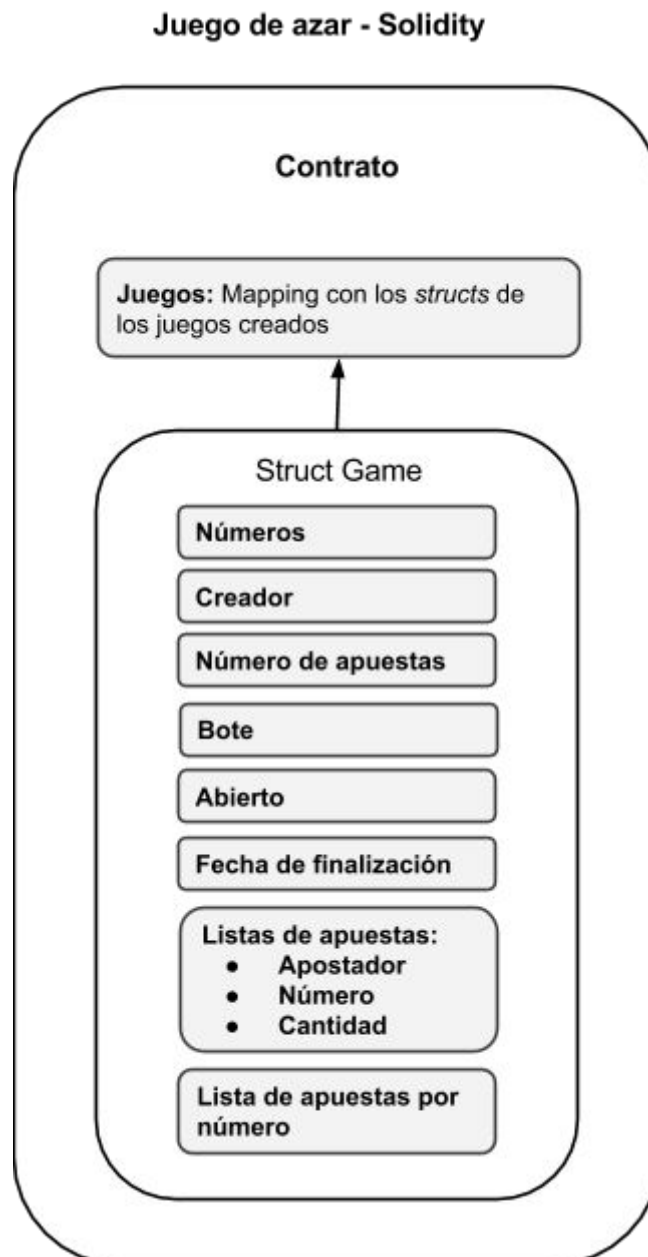 Juego de azar - Solidity
Contrato
Juegos: Mapping con los structs de
los juegos creados
Struct Game
Números
Creador
Número de apuestas
Bote
Abierto
Fecha de finalización
Listas de apuestas:
● Apostador
● Número
● Cantidad
Lista de apuestas por
número